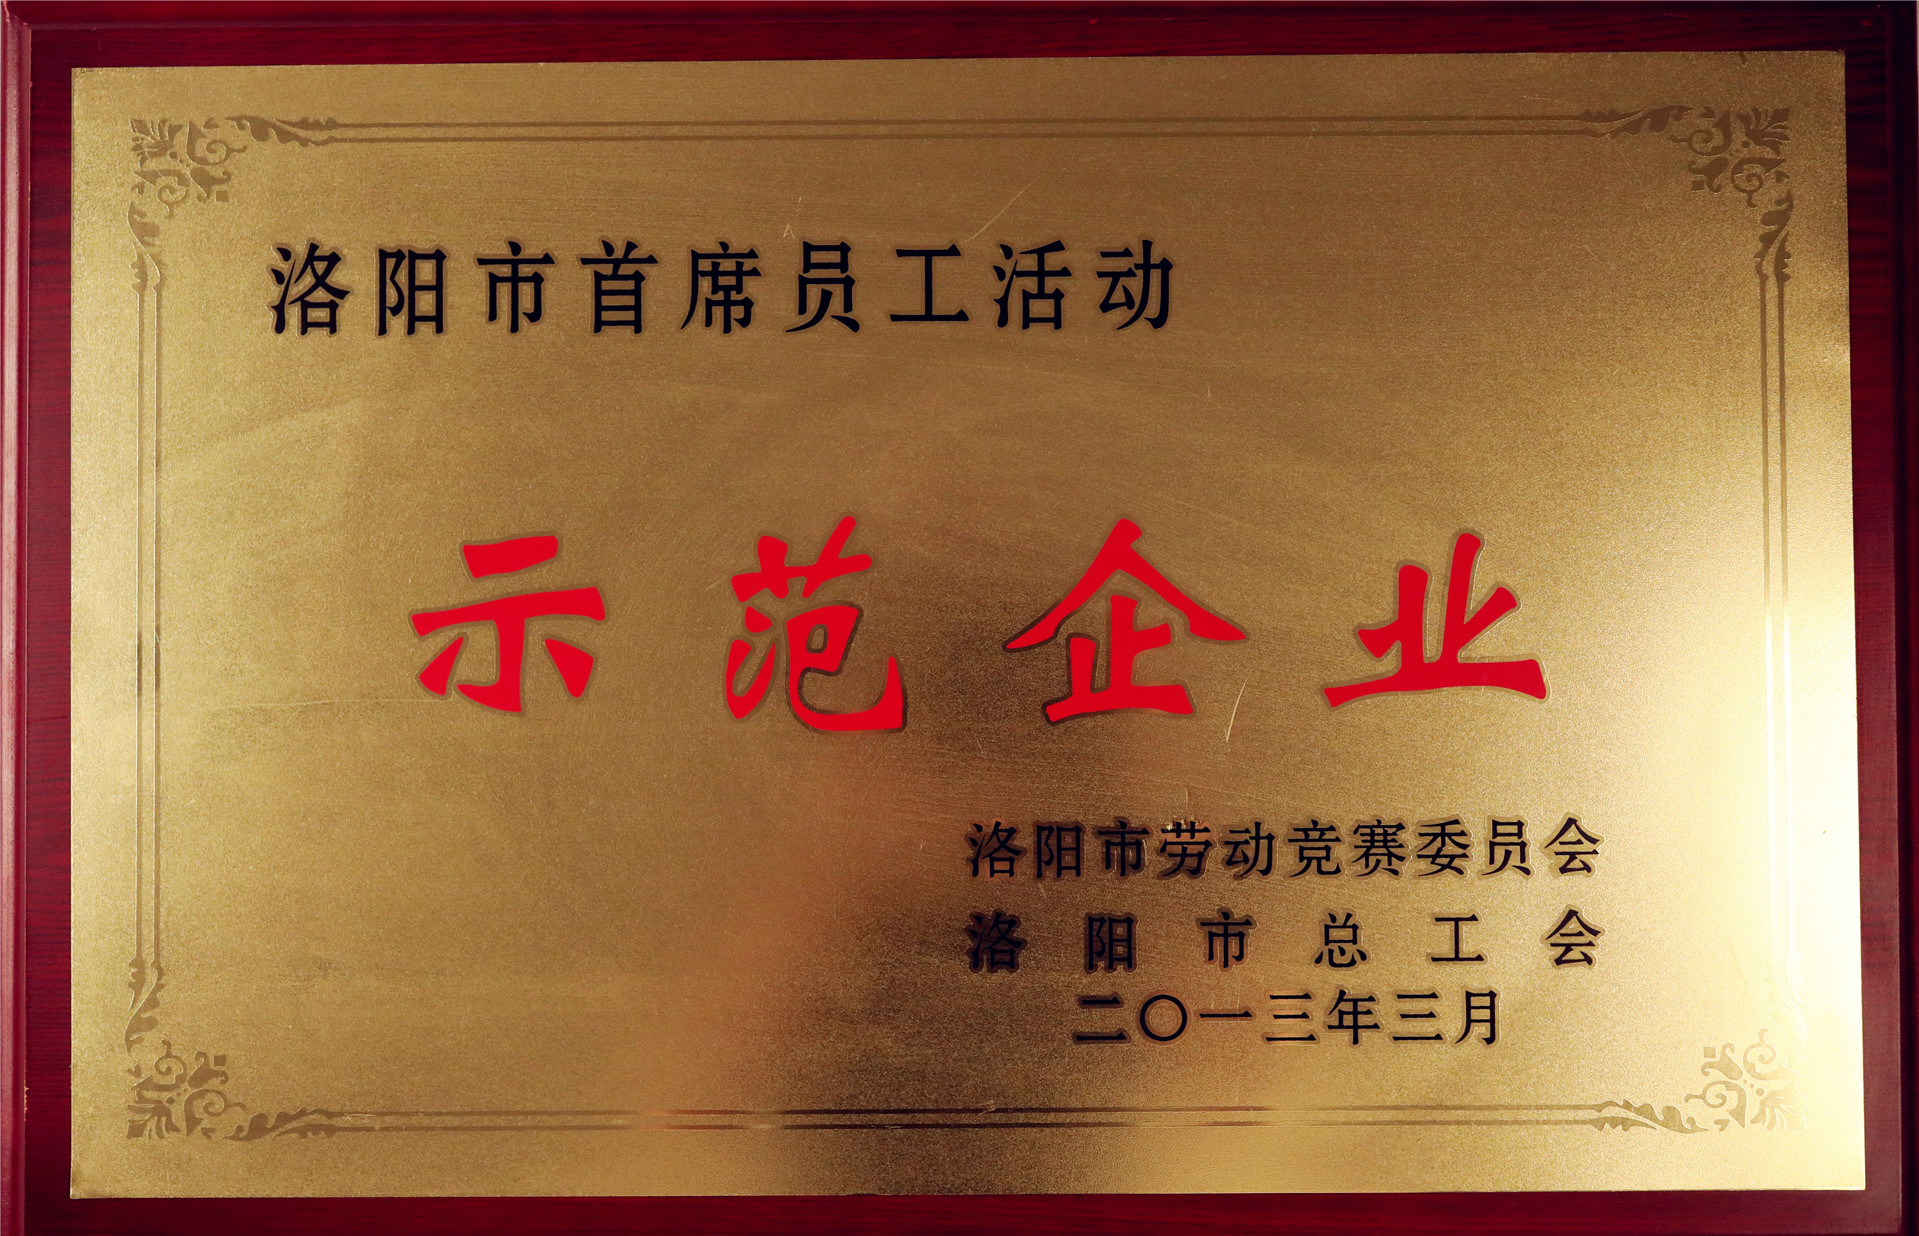 洛阳市首席员工活动
示范企业
洛阳市劳动竞赛委员会
洛阳市总工会
二〇一三年三月